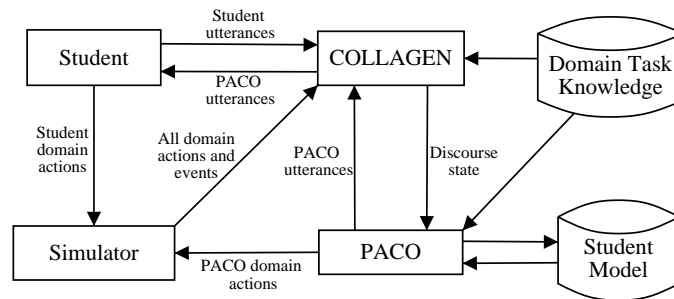 Student
utterances
Student
COLLAGEN
Domain Task
Knowledge
PACO
utterances
Student
domain
actions
All domain
actions and
events
PACO
utterances
Discourse
state
Simulator
PACO
Student
Model
PACO domain
actions